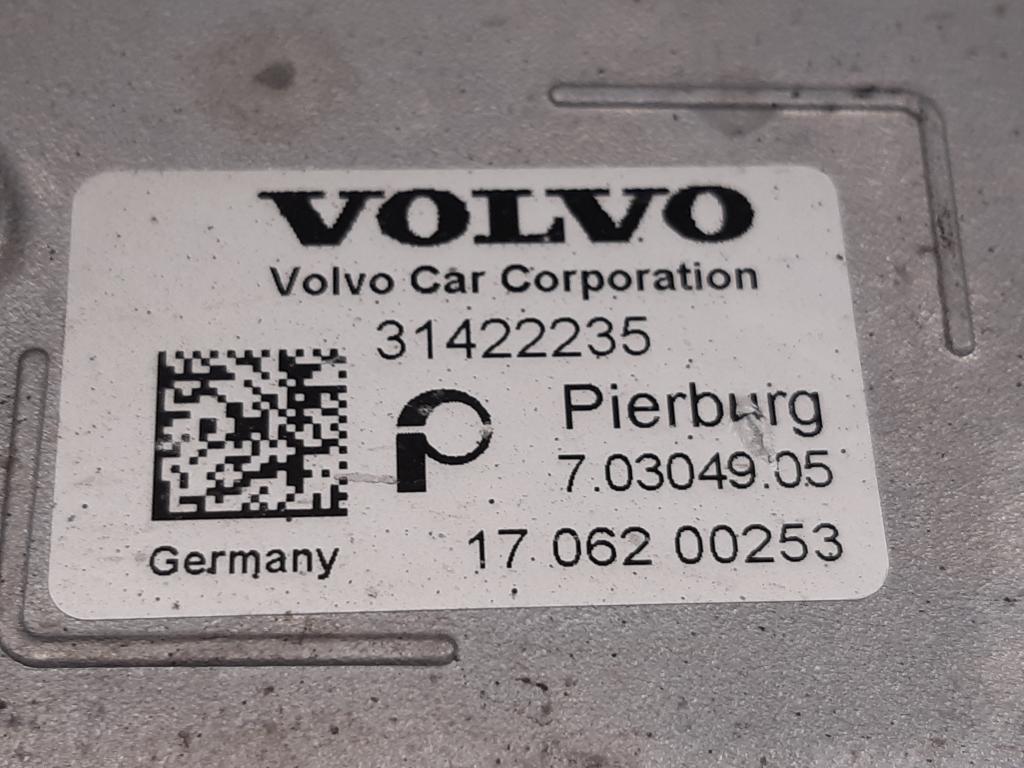 VOLVO
Volvo Car Corporation
31422235
Pierburg
7.03049.05
Germany 17 062 00253